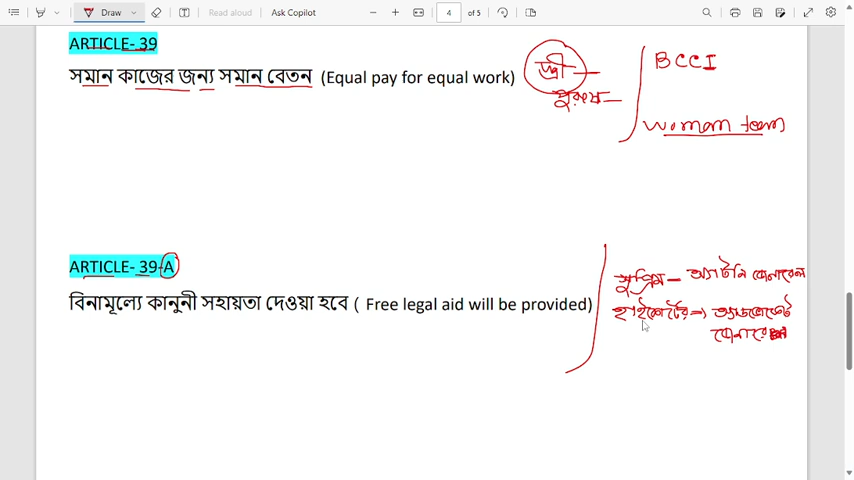 Draw
Read aloud
Ask Copilot
4
of 5
ARTICLE- 39
সমান কাজের জন্য সমান বেতন (Equal pay for equal work)
স্ত্রী —
পুরুষ —
BCCI
Woman team
ARTICLE- 39-A
বিনামূল্যে কানুনী সহায়তা দেওয়া হবে ( Free legal aid will be provided)
সুপ্রিম — অ্যাটর্নি জেনারেল
হাইকোর্টের → অ্যাডভোকেট
জেনারেল